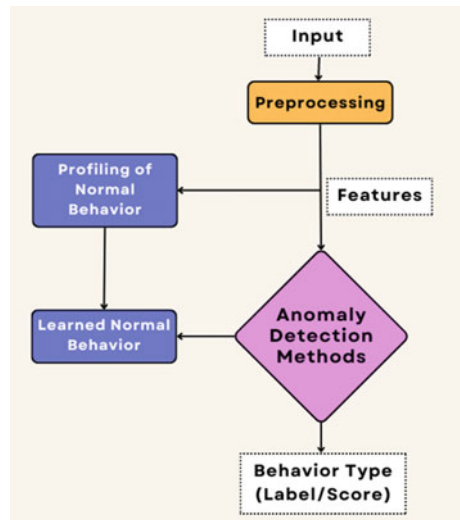 Input
Preprocessing
Profiling of
Normal
Behavior
Features
Anomaly
Detection
Methods
Learned Normal
Behavior
Behavior Type
(Label/Score)